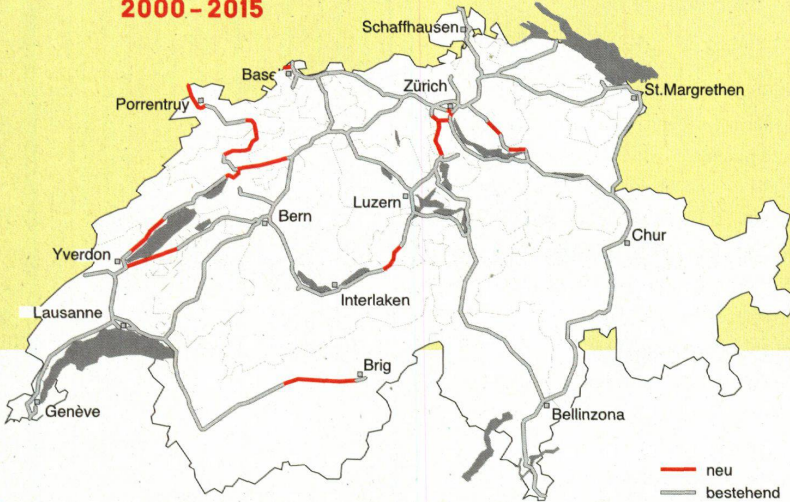 2000–2015
Schaffhausen
Basel
Zürich
St.Margrethen
Porrentruy
Luzern
Bern
Chur
Yverdon
Interlaken
Lausanne
Brig
Genève
Bellinzona
neu
bestehend